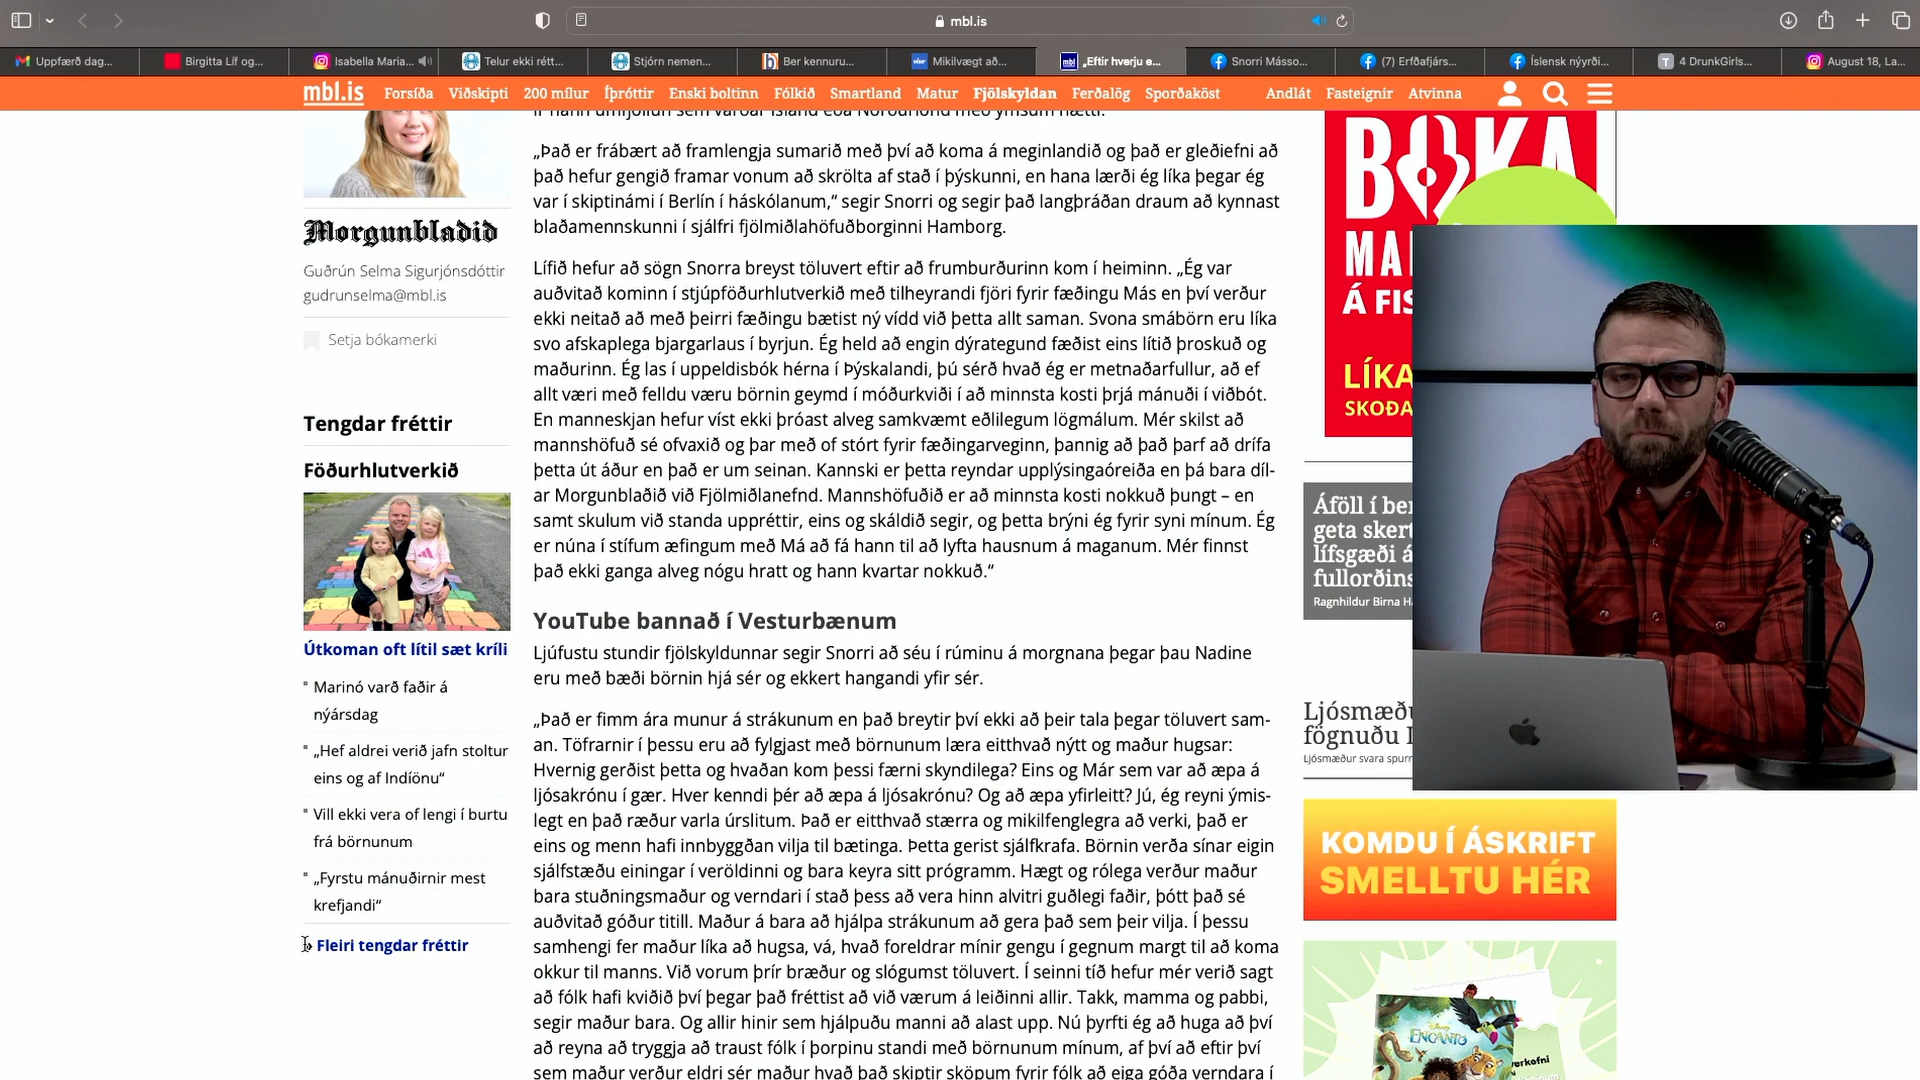 mbl.is
Uppfærð dag...
Birgitta Líf og...
Isabella Maria...
Telur ekki rétt...
Stjórn nemen...
Ber kennuru...
Mikilvægt að...
„Eftir hverju e...
Snorri Másso...
(7) Erfðafjárs...
Íslensk nýyrði...
4 DrunkGirls...
August 18, La...
mbl.is
Forsíða Viðskipti 200 mílur Íþróttir Enski boltinn Fólkið Smartland Matur Fjölskyldan Ferðalög Sporðaköst Andlát Fasteignir Atvinna
Morgunblaðið
Guðrún Selma Sigurjónsdóttir
gudrunselma@mbl.is
Setja bókamerki
Tengdar fréttir
Föðurhlutverkið
Útkoman oft lítil sæt kríli
Marinó varð faðir á
nýársdag
„Hef aldrei verið jafn stoltur
eins og af Indíönu“
Vill ekki vera of lengi í burtu
frá börnunum
„Fyrstu mánuðirnir mest
krefjandi“
Fleiri tengdar fréttir
„Það er frábært að framlengja sumarið með því að koma á meginlandið og það er gleðiefni að
það hefur gengið framar vonum að skrölta af stað í þýskunni, en hana lærði ég líka þegar ég
var í skiptinámi í Berlín í háskólanum,“ segir Snorri og segir það langþráðan draum að kynnast
blaðamennskunni í sjálfri fjölmiðlahöfuðborginni Hamborg.
Lífið hefur að sögn Snorra breyst töluvert eftir að frumburðurinn kom í heiminn. „Ég var
auðvitað kominn í stjúpföðurhlutverkið með tilheyrandi fjöri fyrir fæðingu Más en því verður
ekki neitað að með þeirri fæðingu bætist ný vídd við þetta allt saman. Svona smábörn eru líka
svo afskaplega bjargarlaus í byrjun. Ég held að engin dýrategund fæðist eins lítið þroskuð og
maðurinn. Ég las í uppeldisbók hérna í Þýskalandi, þú sérð hvað ég er metnaðarfullur, að ef
allt væri með felldu væru börnin geymd í móðurkviði í að minnsta kosti þrjá mánuði í viðbót.
En manneskjan hefur víst ekki þróast alveg samkvæmt eðlilegum lögmálum. Mér skilst að
mannshöfuð sé ofvaxið og þar með of stórt fyrir fæðingarveginn, þannig að það þarf að drífa
þetta út áður en það er um seinan. Kannski er þetta reyndar upplýsingaóreiða en þá bara díl-
ar Morgunblaðið við Fjölmiðlanefnd. Mannshöfuðið er að minnsta kosti nokkuð þungt – en
samt skulum við standa uppréttir, eins og skáldið segir, og þetta brýni ég fyrir syni mínum. Ég
er núna í stífum æfingum með Má að fá hann til að lyfta hausnum á maganum. Mér finnst
það ekki ganga alveg nógu hratt og hann kvartar nokkuð.“
YouTube bannað í Vesturbænum
Ljúfustu stundir fjölskyldunnar segir Snorri að séu í rúminu á morgnana þegar þau Nadine
eru með bæði börnin hjá sér og ekkert hangandi yfir sér.
„Það er fimm ára munur á strákunum en það breytir því ekki að þeir tala þegar töluvert sam-
an. Töfrarnir í þessu eru að fylgjast með börnunum læra eitthvað nýtt og maður hugsar:
Hvernig gerðist þetta og hvaðan kom þessi færni skyndilega? Eins og Már sem var að æpa á
ljósakrónu í gær. Hver kenndi þér að æpa á ljósakrónu? Og að æpa yfirleitt? Jú, ég reyni ýmis-
legt en það ræður varla úrslitum. Það er eitthvað stærra og mikilfenglegra að verki, það er
eins og menn hafi innbyggðan vilja til bætinga. Þetta gerist sjálfkrafa. Börnin verða sínar eigin
sjálfstæðu einingar í veröldinni og bara keyra sitt prógramm. Hægt og rólega verður maður
bara stuðningsmaður og verndari í stað þess að vera hinn alvitri guðlegi faðir, þótt það sé
auðvitað góður titill. Maður á bara að hjálpa strákunum að gera það sem þeir vilja. Í þessu
samhengi fer maður líka að hugsa, vá, hvað foreldrar mínir gengu í gegnum margt til að koma
okkur til manns. Við vorum þrír bræður og slógumst töluvert. Í seinni tíð hefur mér verið sagt
að fólk hafi kviðið því þegar það fréttist að við værum á leiðinni allir. Takk, mamma og pabbi,
segir maður bara. Og allir hinir sem hjálpuðu manni að alast upp. Nú þyrfti ég að huga að því
að reyna að tryggja að traust fólk í þorpinu standi með börnunum mínum, af því að eftir því
sem maður verður eldri sér maður hvað það skiptir sköpum fyrir fólk að eiga góða verndara í
BÓKA
MA
Á FIS
LÍKA
SKOÐA
Áföll í be
geta sker
lífsgæði á
fullorðins
Ragnhildur Birna H
Ljósmæðu
fögnuðu
Ljósmæður svara spurn
KOMDU Í ÁSKRIFT
SMELLTU HÉR
Disney
ENCANTO